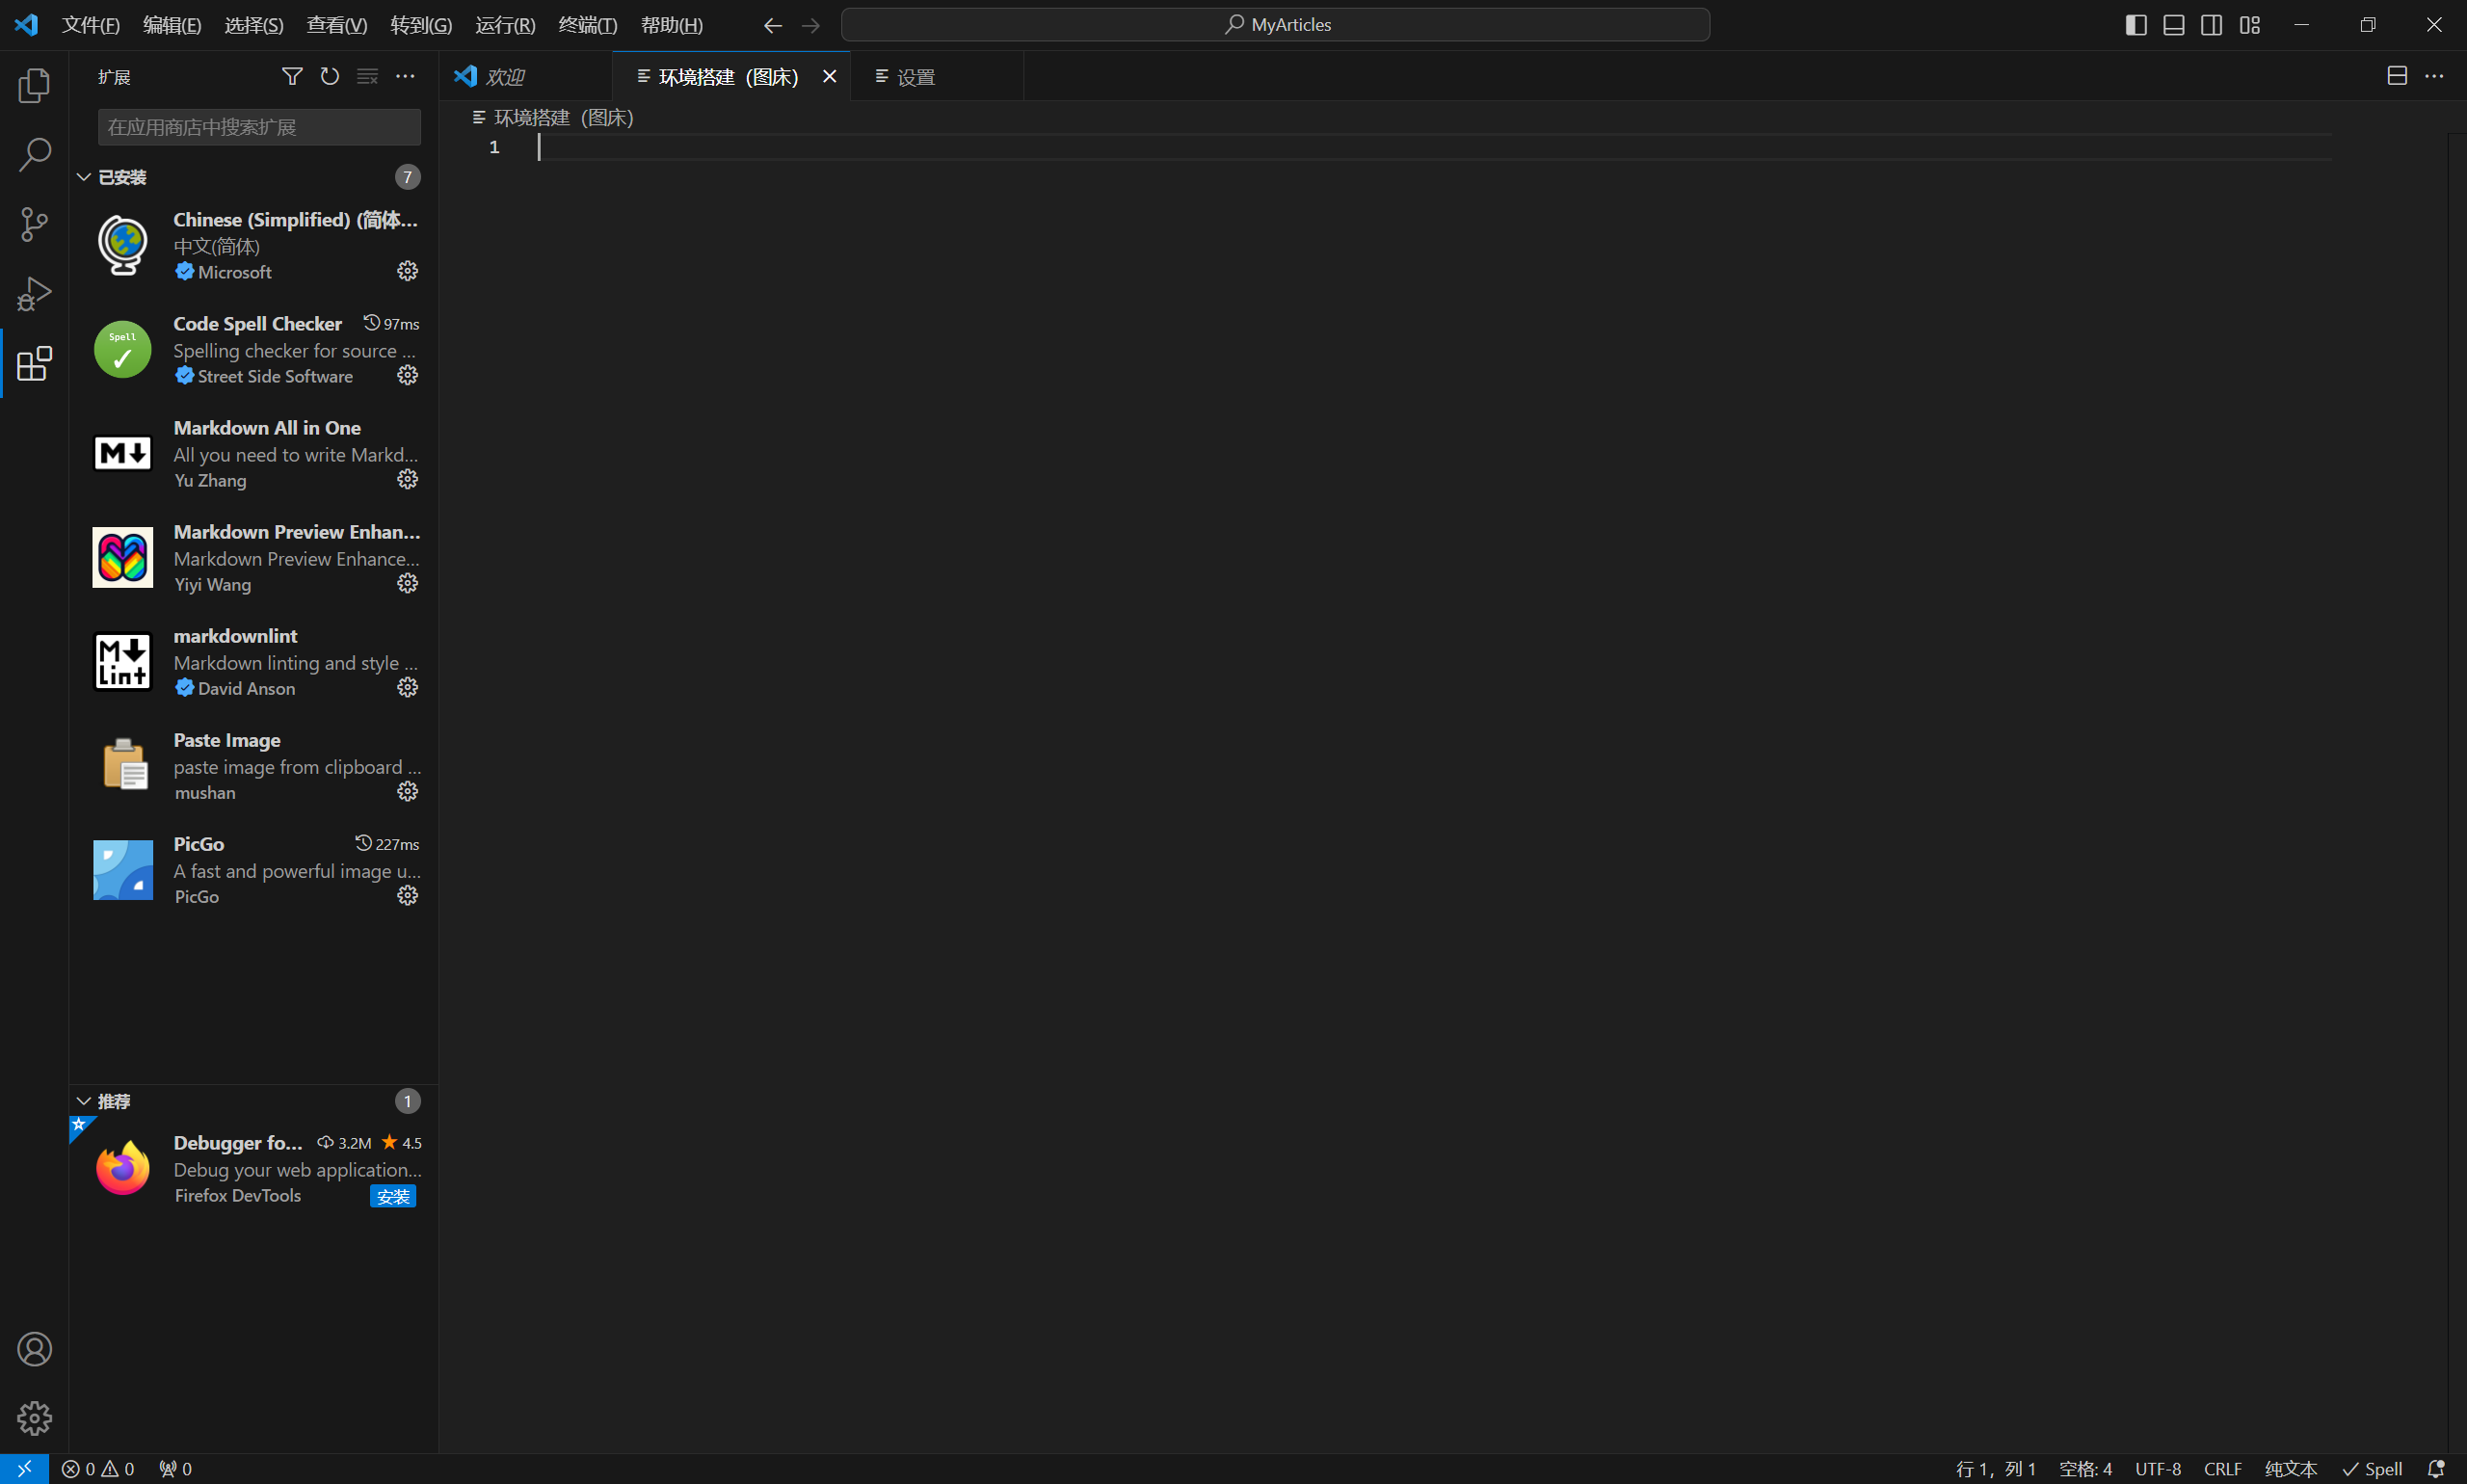 文件(F) 编辑(E) 选择(S) 查看(V) 转到(G) 运行(R) 终端(T) 帮助(H) MyArticles
扩展
在应用商店中搜索扩展
已安装 7
Chinese (Simplified) (简体...
中文(简体)
Microsoft
Spell
Code Spell Checker 97ms
Spelling checker for source ...
Street Side Software
M
Markdown All in One
All you need to write Markd...
Yu Zhang
Markdown Preview Enhan...
Markdown Preview Enhance...
Yiyi Wang
M
Lint
markdownlint
Markdown linting and style ...
David Anson
Paste Image
paste image from clipboard ...
mushan
PicGo 227ms
A fast and powerful image u...
PicGo
推荐 1
Debugger fo... 3.2M 4.5
Debug your web application...
Firefox DevTools 安装
欢迎 环境搭建（图床） 设置
环境搭建（图床）
1
0 0 0 行 1，列 1 空格: 4 UTF-8 CRLF 纯文本 Spell